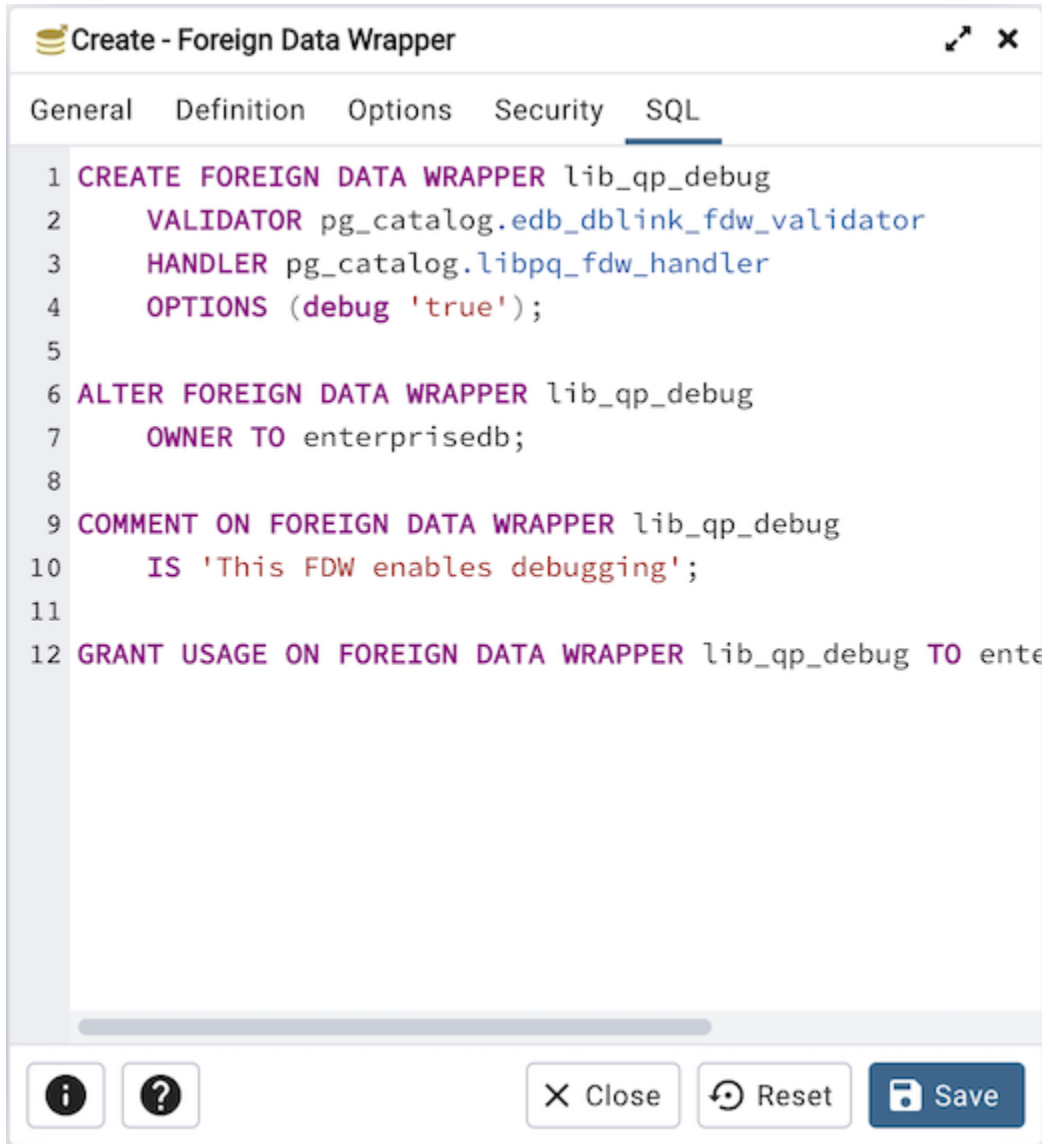 Create - Foreign Data Wrapper
General Definition Options Security SQL
1 CREATE FOREIGN DATA WRAPPER lib_qp_debug
2     VALIDATOR pg_catalog.edb_dblink_fdw_validator
3     HANDLER pg_catalog.libpq_fdw_handler
4     OPTIONS (debug 'true');
5
6 ALTER FOREIGN DATA WRAPPER lib_qp_debug
7     OWNER TO enterprisedb;
8
9 COMMENT ON FOREIGN DATA WRAPPER lib_qp_debug
10     IS 'This FDW enables debugging';
11
12 GRANT USAGE ON FOREIGN DATA WRAPPER lib_qp_debug TO ente
Close Reset Save